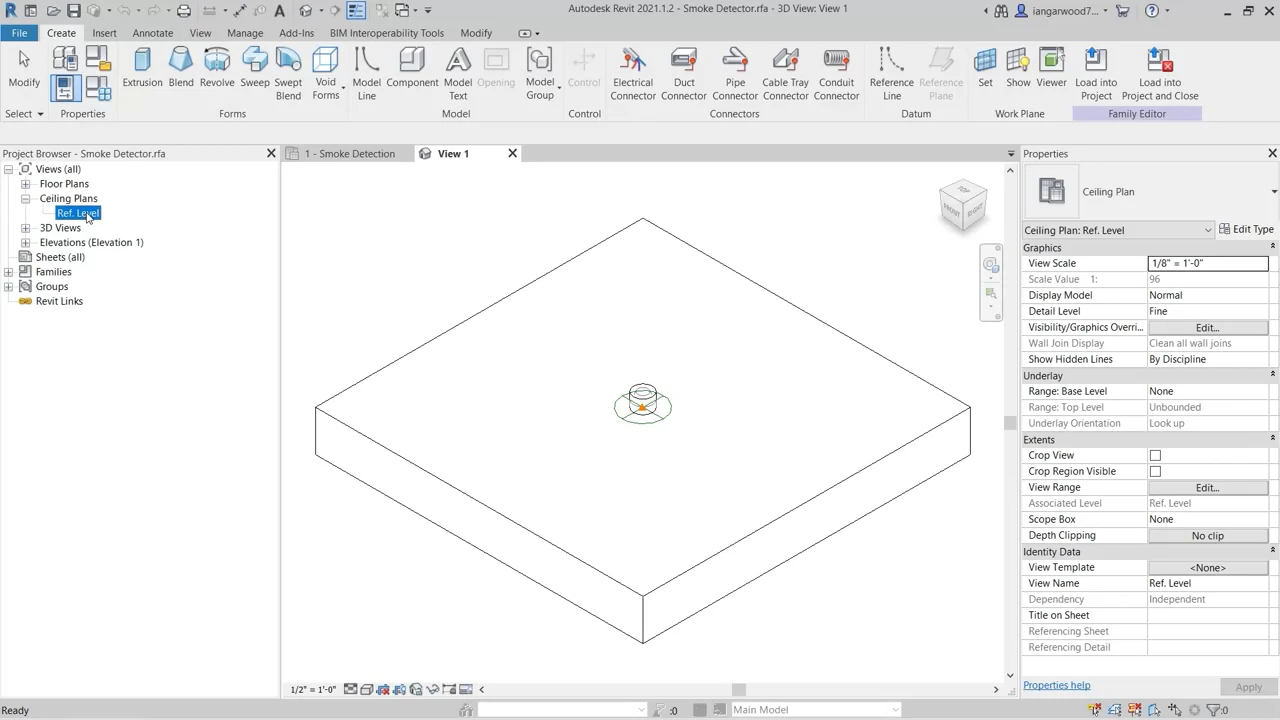 Autodesk Revit 2021.1.2 - Smoke Detector.rfa - 3D View: View 1
iangarwood7...
File Create Insert Annotate View Manage Add-Ins BIM Interoperability Tools Modify
Modify Extrusion Blend Revolve Sweep Swept Blend Void Forms Model Line Component Model Text Opening Model Group Control Electrical Connector Duct Connector Pipe Connector Cable Tray Connector Conduit Connector Reference Line Reference Plane Set Show Viewer Load into Project Load into Project and Close
Select Properties Forms Model Control Connectors Datum Work Plane Family Editor
Project Browser - Smoke Detector.rfa
Views (all)
Floor Plans
Ceiling Plans
Ref. Level
3D Views
Elevations (Elevation 1)
Sheets (all)
Families
Groups
Revit Links
1 - Smoke Detection
View 1
TOP
FRONT
RIGHT
1/2" = 1'-0"
Properties
Ceiling Plan
Ceiling Plan: Ref. Level Edit Type
Graphics
View Scale 1/8" = 1'-0"
Scale Value 1: 96
Display Model Normal
Detail Level Fine
Visibility/Graphics Overri... Edit...
Wall Join Display Clean all wall joins
Show Hidden Lines By Discipline
Underlay
Range: Base Level None
Range: Top Level Unbounded
Underlay Orientation Look up
Extents
Crop View
Crop Region Visible
View Range Edit...
Associated Level Ref. Level
Scope Box None
Depth Clipping No clip
Identity Data
View Template <None>
View Name Ref. Level
Dependency Independent
Title on Sheet
Referencing Sheet
Referencing Detail
Properties help Apply
Ready :0 Main Model :0